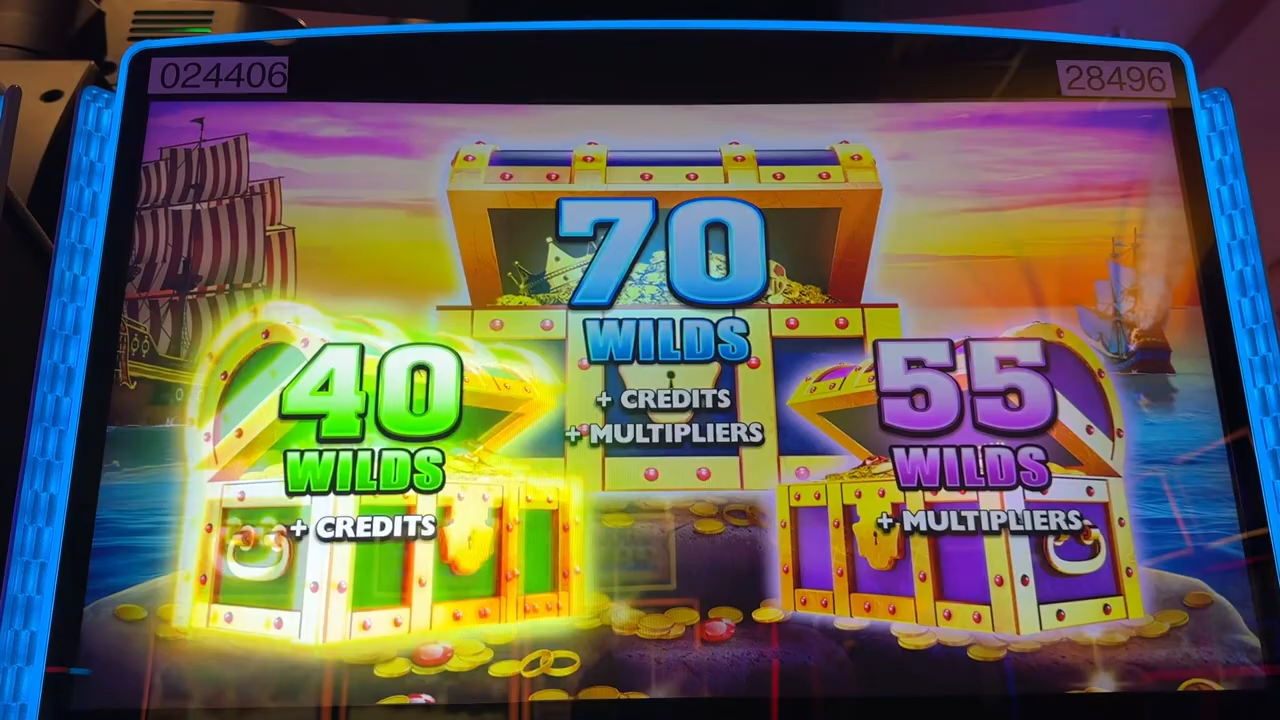 024406
28496
70
WILDS
+ CREDITS
+ MULTIPLIERS
40
WILDS
+ CREDITS
55
WILDS
+ MULTIPLIERS